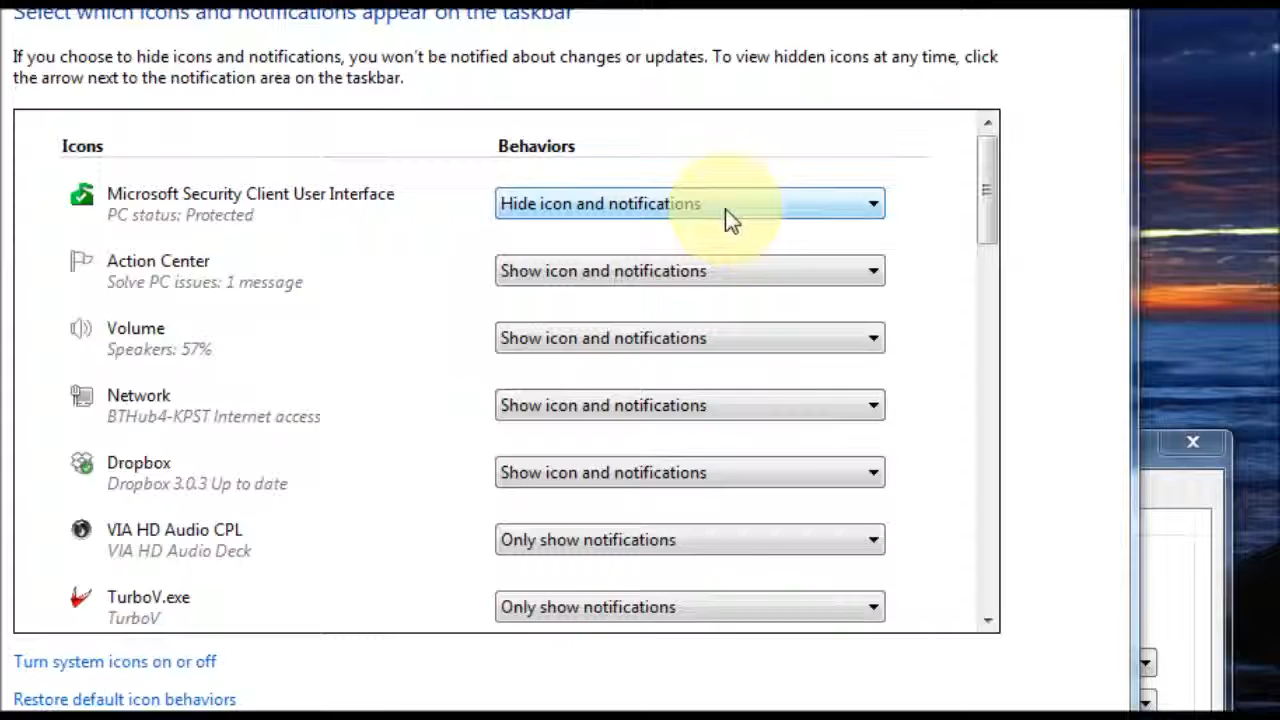 Select which icons and notifications appear on the taskbar
If you choose to hide icons and notifications, you won't be notified about changes or updates. To view hidden icons at any time, click
the arrow next to the notification area on the taskbar.
Icons Behaviors
Microsoft Security Client User Interface
PC status: Protected
Hide icon and notifications
Action Center
Solve PC issues: 1 message
Show icon and notifications
Volume
Speakers: 57%
Show icon and notifications
Network
BTHub4-KPST Internet access
Show icon and notifications
Dropbox
Dropbox 3.0.3 Up to date
Show icon and notifications
VIA HD Audio CPL
VIA HD Audio Deck
Only show notifications
TurboV.exe
TurboV
Only show notifications
Turn system icons on or off
Restore default icon behaviors